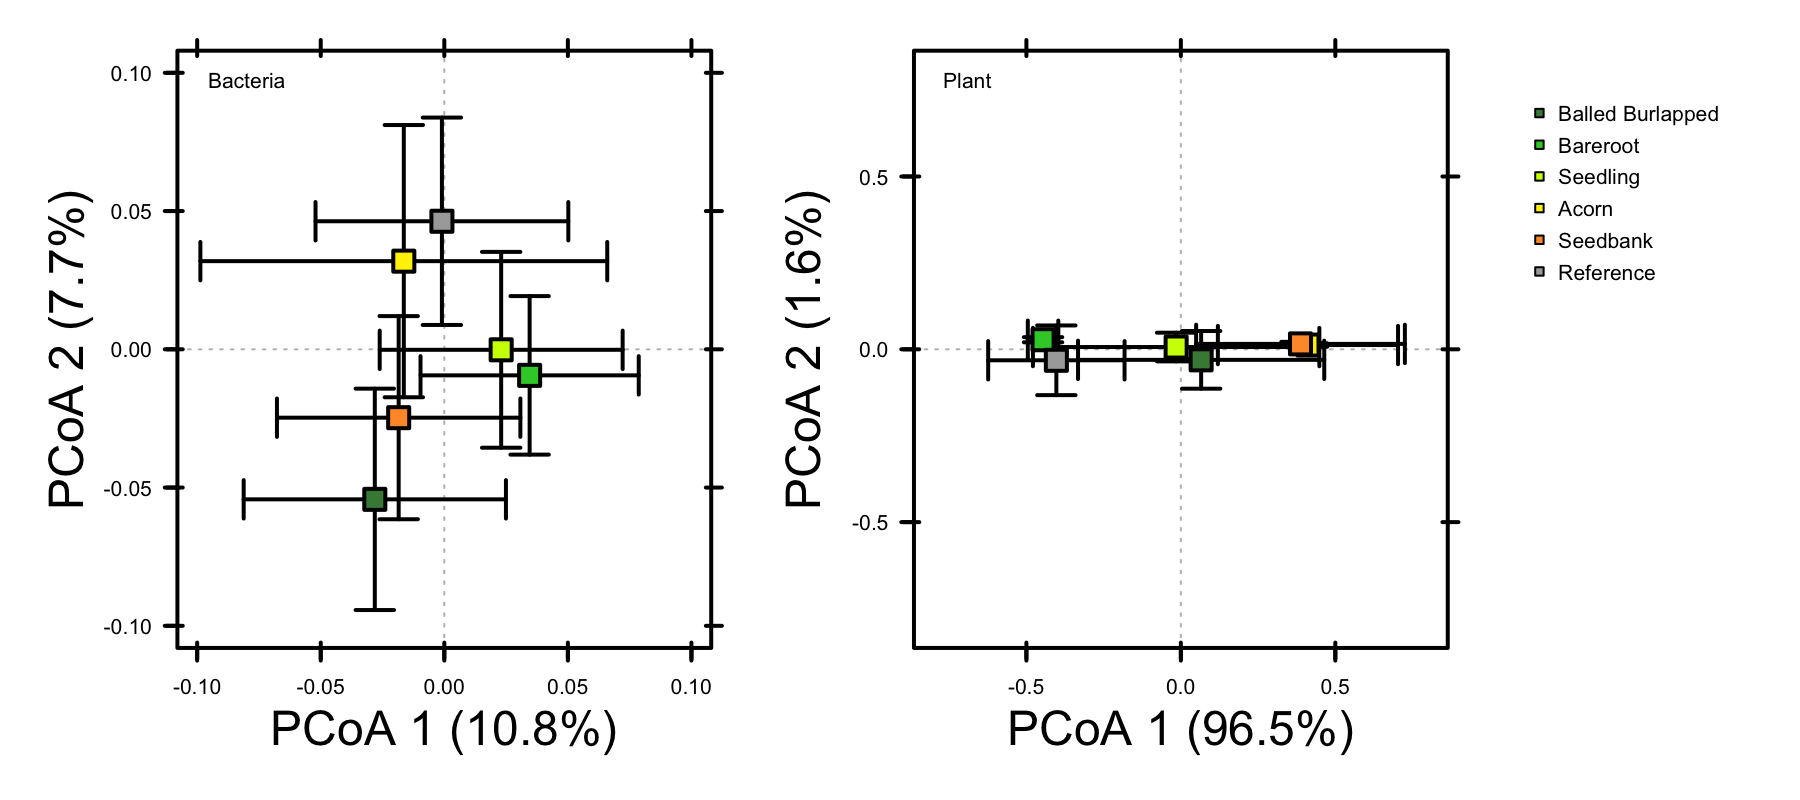 Bacteria
0.10
0.05
0.00
-0.05
-0.10
PCoA 2 (7.7%)
-0.10 -0.05 0.00 0.05 0.10
PCoA 1 (10.8%)
Plant
0.5
0.0
-0.5
PCoA 2 (1.6%)
-0.5 0.0 0.5
PCoA 1 (96.5%)
Balled Burlapped
Bareroot
Seedling
Acorn
Seedbank
Reference